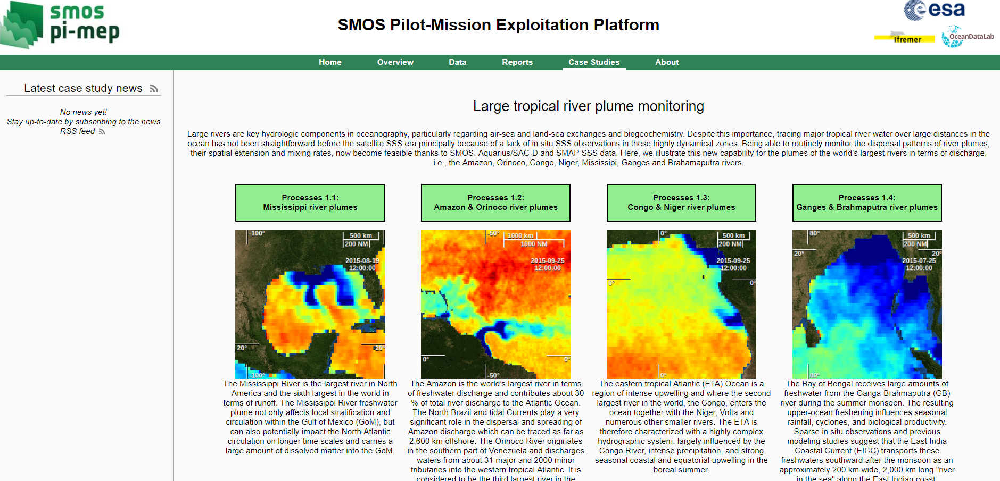 smos
pi-mep
SMOS Pilot-Mission Exploitation Platform
esa
Ifremer
OceanDataLab
Home
Overview
Data
Reports
Case Studies
About
Latest case study news
No news yet!
Stay up-to-date by subscribing to the news
RSS feed
Large tropical river plume monitoring
Large rivers are key hydrologic components in oceanography, particularly regarding air-sea and land-sea exchanges and biogeochemistry. Despite this importance, tracing major tropical river water over large distances in the
ocean has not been straightforward before the satellite SSS era principally because of a lack of in situ SSS observations in these highly dynamical zones. Being able to routinely monitor the dispersal patterns of river plumes,
their spatial extension and mixing rates, now become feasible thanks to SMOS, Aquarius/SAC-D and SMAP SSS data. Here, we illustrate this new capability for the plumes of the world's largest rivers in terms of discharge,
i.e., the Amazon, Orinoco, Congo, Niger, Mississipi, Ganges and Brahamaputra rivers.
Processes 1.1:
Mississippi river plumes
-100°
500 km
200 NM
2015-08-19
12:00:00
20°
20°
-100°
The Mississippi River is the largest river in North
America and the sixth largest in the world in
terms of runoff. The Mississippi River freshwater
plume not only affects local stratification and
circulation within the Gulf of Mexico (GoM), but
can also potentially impact the North Atlantic
circulation on longer time scales and carries a
large amount of dissolved matter into the GoM.
Processes 1.2:
Amazon & Orinoco river plumes
-50°
1000 km
1000 NM
2015-09-25
12:00:00
0°
0°
-50°
The Amazon is the world's largest river in terms
of freshwater discharge and contributes about 30
% of total river discharge to the Atlantic Ocean.
The North Brazil and tidal Currents play a very
significant role in the dispersal and spreading of
Amazon discharge which can be traced as far as
2,600 km offshore. The Orinoco River originates
in the southern part of Venezuela and discharges
waters from about 31 major and 2000 minor
tributaries into the western tropical Atlantic. It is
considered to be the third largest river in the
Processes 1.3:
Congo & Niger river plumes
0°
500 km
200 NM
2015-09-25
12:00:00
0°
0°
0°
The eastern tropical Atlantic (ETA) Ocean is a
region of intense upwelling and where the second
largest river in the world, the Congo, enters the
ocean together with the Niger, Volta and
numerous other smaller rivers. The ETA is
therefore characterized with a highly complex
hydrographic system, largely influenced by the
Congo River, intense precipitation, and strong
seasonal coastal and equatorial upwelling in the
boreal summer.
Processes 1.4:
Ganges & Brahmaputra river plumes
80°
500 km
200 NM
20°
20°
2015-07-25
12:00:00
80°
The Bay of Bengal receives large amounts of
freshwater from the Ganga-Brahmaputra (GB)
river during the summer monsoon. The resulting
upper-ocean freshening influences seasonal
rainfall, cyclones, and biological productivity.
Sparse in situ observations and previous
modeling studies suggest that the East India
Coastal Current (EICC) transports these
freshwaters southward after the monsoon as an
approximately 200 km wide, 2,000 km long "river
in the sea" along the East Indian coast